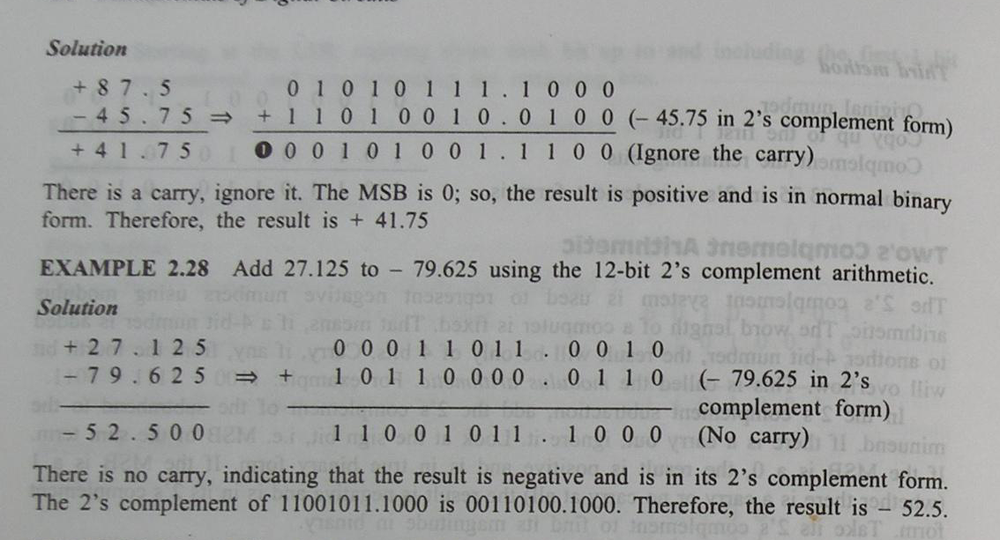 Solution
+ 8 7 . 5 0 1 0 1 0 1 1 1 . 1 0 0 0
– 4 5 . 7 5 ⇒ + 1 1 0 1 0 0 1 0 . 0 1 0 0 (– 45.75 in 2's complement form)
+ 4 1 . 7 5 ❶ 0 0 1 0 1 0 0 1 . 1 1 0 0 (Ignore the carry)
There is a carry, ignore it. The MSB is 0; so, the result is positive and is in normal binary
form. Therefore, the result is + 41.75
EXAMPLE 2.28 Add 27.125 to – 79.625 using the 12-bit 2's complement arithmetic.
Solution
+ 2 7 . 1 2 5 0 0 0 1 1 0 1 1 . 0 0 1 0
– 7 9 . 6 2 5 ⇒ + 1 0 1 1 0 0 0 0 . 0 1 1 0 (– 79.625 in 2's
complement form)
– 5 2 . 5 0 0 1 1 0 0 1 0 1 1 . 1 0 0 0 (No carry)
There is no carry, indicating that the result is negative and is in its 2's complement form.
The 2's complement of 11001011.1000 is 00110100.1000. Therefore, the result is – 52.5.